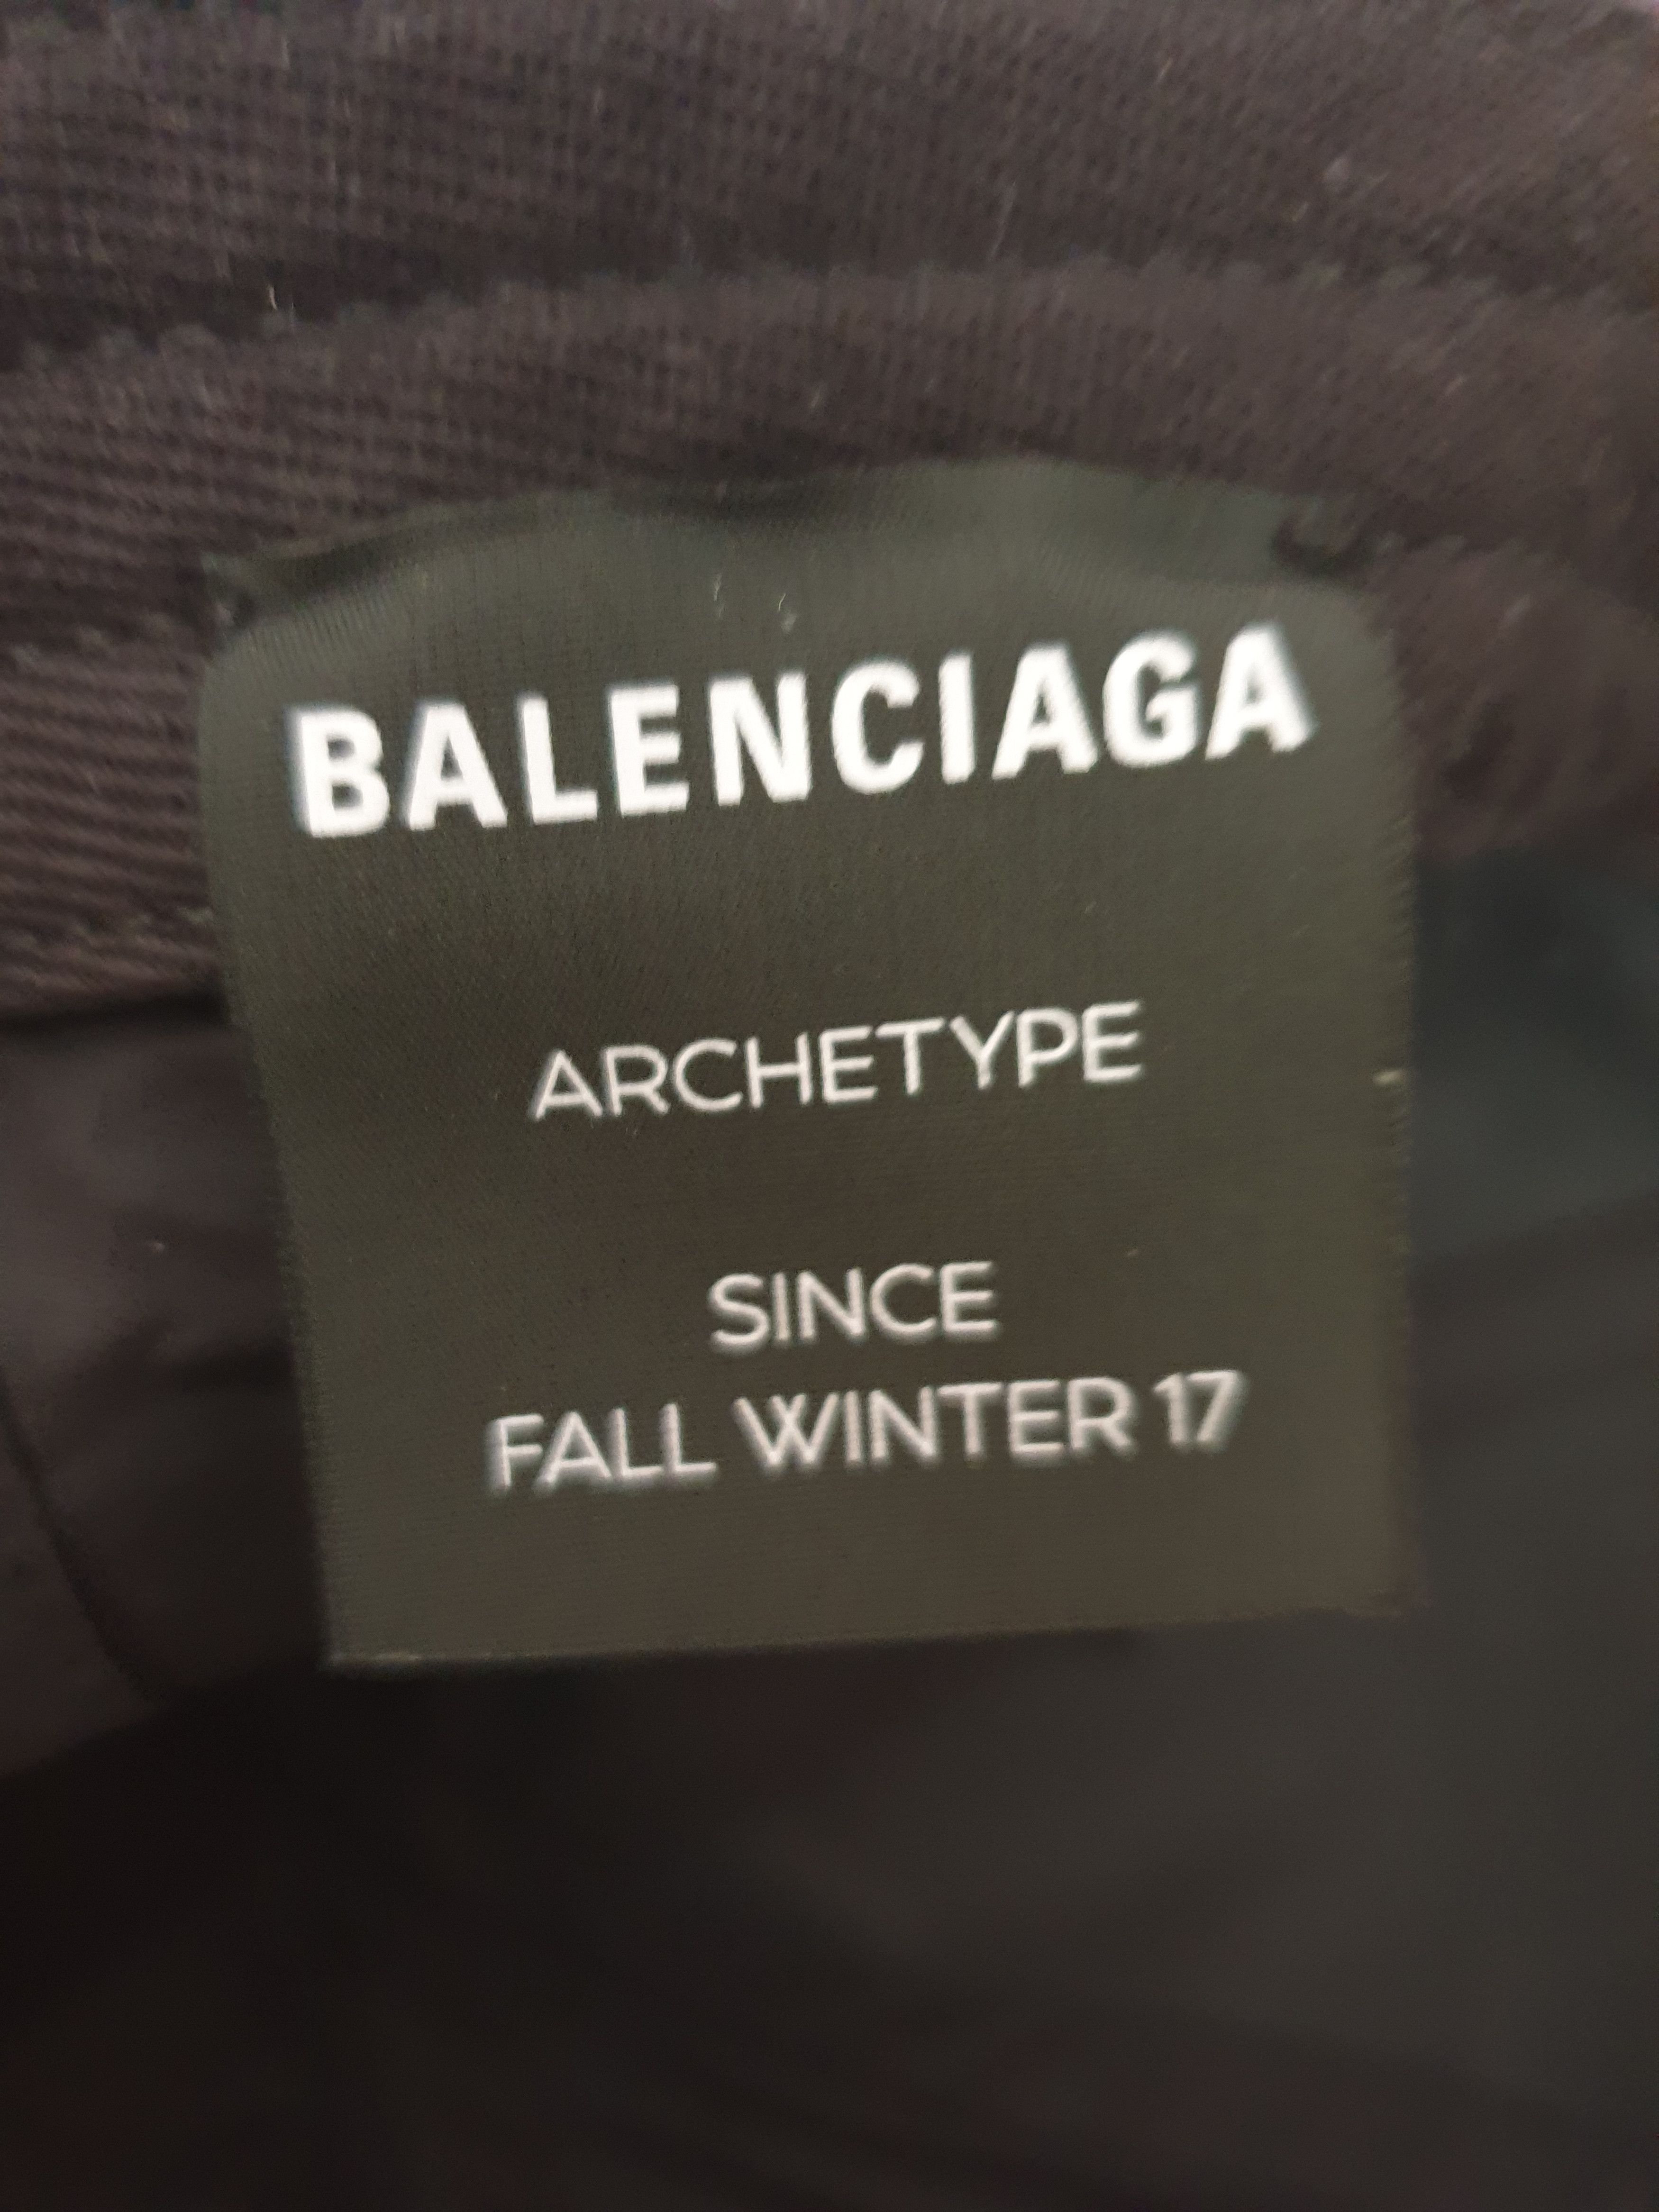 BALENCIAGA
ARCHETYPE
SINCE
FALL WINTER 17